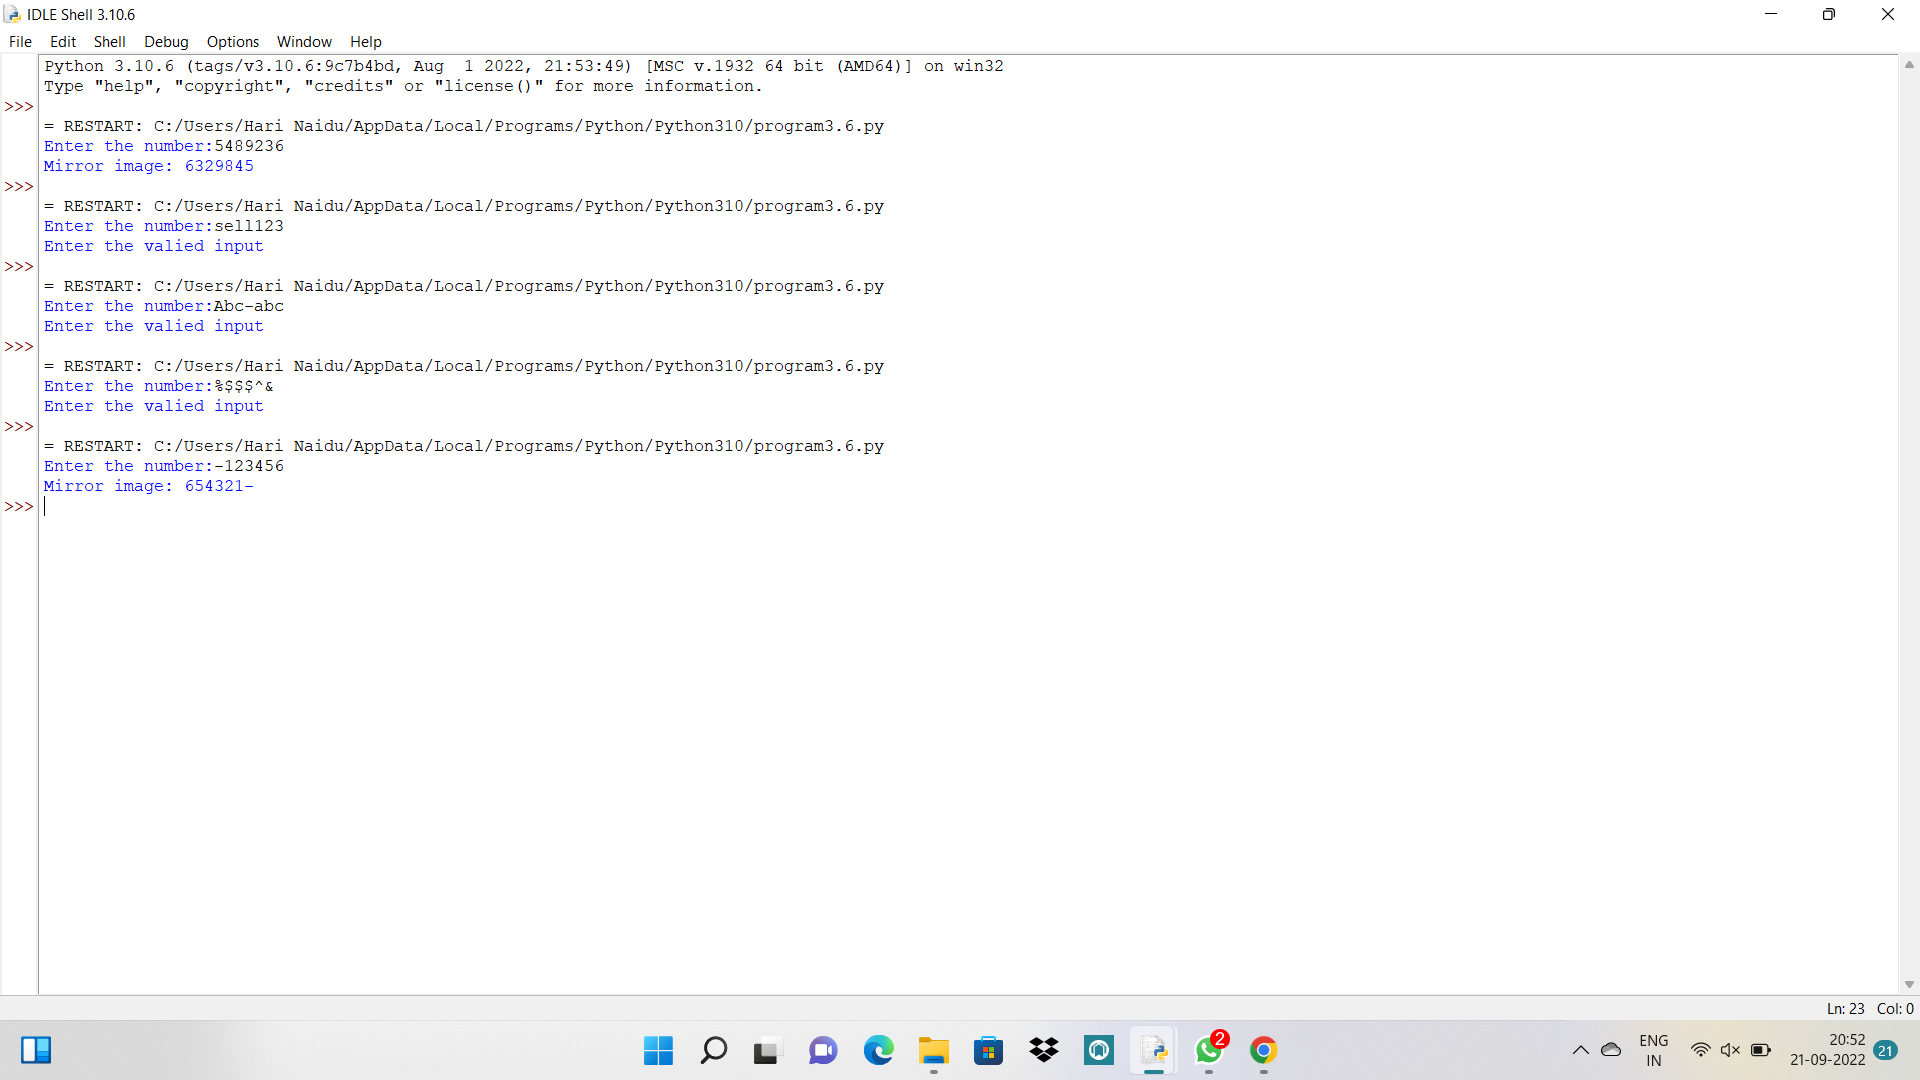 IDLE Shell 3.10.6
File Edit Shell Debug Options Window Help
Python 3.10.6 (tags/v3.10.6:9c7b4bd, Aug  1 2022, 21:53:49) [MSC v.1932 64 bit (AMD64)] on win32
Type "help", "copyright", "credits" or "license()" for more information.
>>>
= RESTART: C:/Users/Hari Naidu/AppData/Local/Programs/Python/Python310/program3.6.py
Enter the number:5489236
Mirror image: 6329845
>>>
= RESTART: C:/Users/Hari Naidu/AppData/Local/Programs/Python/Python310/program3.6.py
Enter the number:sell123
Enter the valied input
>>>
= RESTART: C:/Users/Hari Naidu/AppData/Local/Programs/Python/Python310/program3.6.py
Enter the number:Abc-abc
Enter the valied input
>>>
= RESTART: C:/Users/Hari Naidu/AppData/Local/Programs/Python/Python310/program3.6.py
Enter the number:%$$$^&
Enter the valied input
>>>
= RESTART: C:/Users/Hari Naidu/AppData/Local/Programs/Python/Python310/program3.6.py
Enter the number:-123456
Mirror image: 654321-
>>>
Ln: 23 Col: 0
2
ENG
IN
20:52
21-09-2022
21